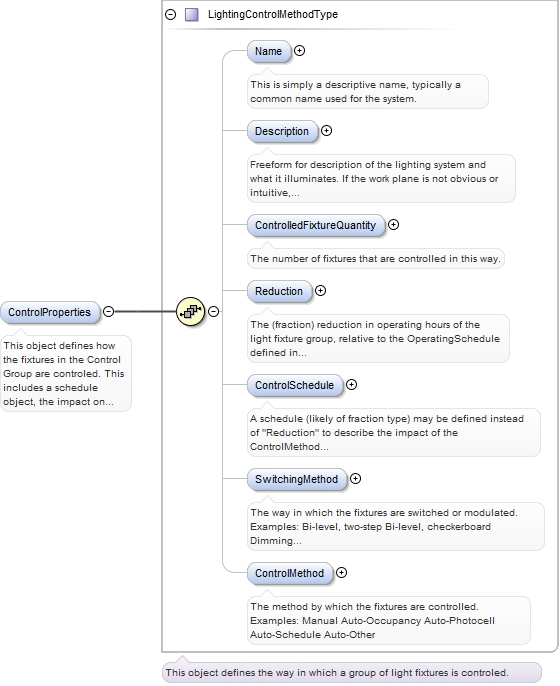 LightingControlMethodType
Name
This is simply a descriptive name, typically a
common name used for the system.
Description
Freeform for description of the lighting system and
what it illuminates. If the work plane is not obvious or
intuitive,...
ControlledFixtureQuantity
The number of fixtures that are controlled in this way.
Reduction
The (fraction) reduction in operating hours of the
light fixture group, relative to the OperatingSchedule
defined in...
ControlProperties
This object defines how
the fixtures in the Control
Group are controled. This
includes a schedule
object, the impact on...
ControlSchedule
A schedule (likely of fraction type) may be defined instead
of "Reduction" to describe the impact of the
ControlMethod...
SwitchingMethod
The way in which the fixtures are switched or modulated.
Examples: Bi-level, two-step Bi-level, checkerboard
Dimming...
ControlMethod
The method by which the fixtures are controlled.
Examples: Manual Auto-Occupancy Auto-Photocell
Auto-Schedule Auto-Other
This object defines the way in which a group of light fixtures is controled.